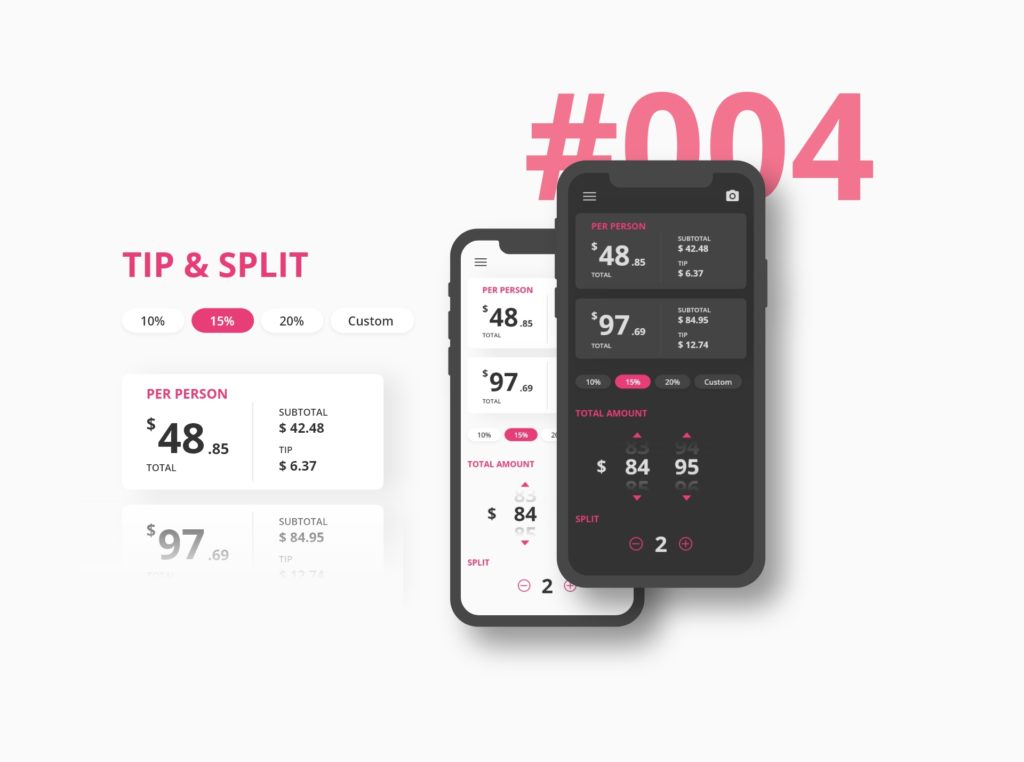 #004
TIP & SPLIT
10% 15% 20% Custom
PER PERSON
$48.85
TOTAL
SUBTOTAL
$ 42.48
TIP
$ 6.37
$97.69
TOTAL
SUBTOTAL
$ 84.95
TIP
$ 12.74
PER PERSON
$48.85
TOTAL
$97.69
TOTAL
10% 15%
TOTAL AMOUNT
83
$ 84
85
SPLIT
2
PER PERSON
$48.85
TOTAL
SUBTOTAL
$ 42.48
TIP
$ 6.37
$97.69
TOTAL
SUBTOTAL
$ 84.95
TIP
$ 12.74
10% 15% 20% Custom
TOTAL AMOUNT
83 94
$ 84 95
85 96
SPLIT
2